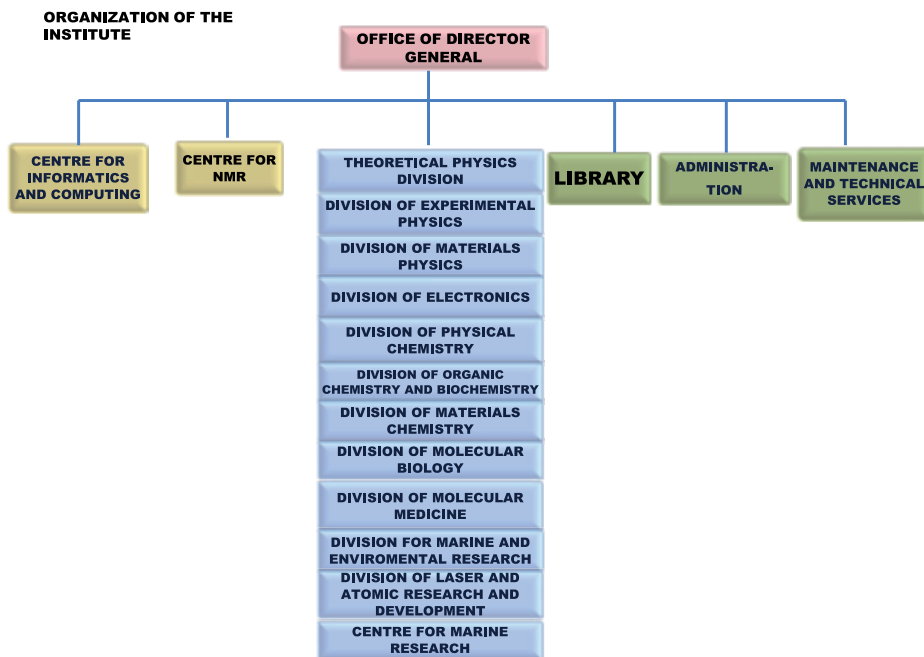 ORGANIZATION OF THE
INSTITUTE
OFFICE OF DIRECTOR
GENERAL
CENTRE FOR
INFORMATICS
AND COMPUTING
CENTRE FOR
NMR
THEORETICAL PHYSICS
DIVISION
DIVISION OF EXPERIMENTAL
PHYSICS
DIVISION OF MATERIALS
PHYSICS
DIVISION OF ELECTRONICS
DIVISION OF PHYSICAL
CHEMISTRY
DIVISION OF ORGANIC
CHEMISTRY AND BIOCHEMISTRY
DIVISION OF MATERIALS
CHEMISTRY
DIVISION OF MOLECULAR
BIOLOGY
DIVISION OF MOLECULAR
MEDICINE
DIVISION FOR MARINE AND
ENVIROMENTAL RESEARCH
DIVISION OF LASER AND
ATOMIC RESEARCH AND
DEVELOPMENT
CENTRE FOR MARINE
RESEARCH
LIBRARY
ADMINISTRA-
TION
MAINTENANCE
AND TECHNICAL
SERVICES